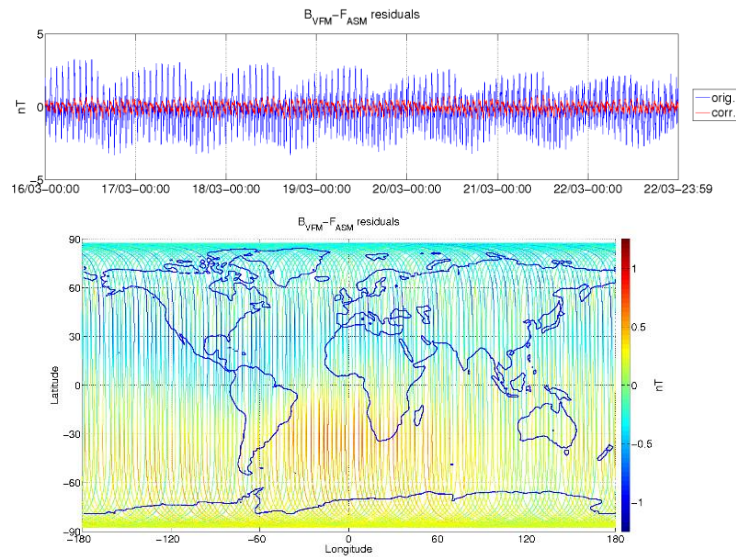 B_VFM−F_ASM residuals
5
0
−5
nT
16/03−00:00 17/03−00:00 18/03−00:00 19/03−00:00 20/03−00:00 21/03−00:00 22/03−00:00 22/03−23:59
orig.
corr.
B_VFM−F_ASM residuals
90
60
30
0
−30
−60
−90
Latitude
−180 −120 −60 0 60 120 180
Longitude
1
0.5
0
−0.5
−1
nT